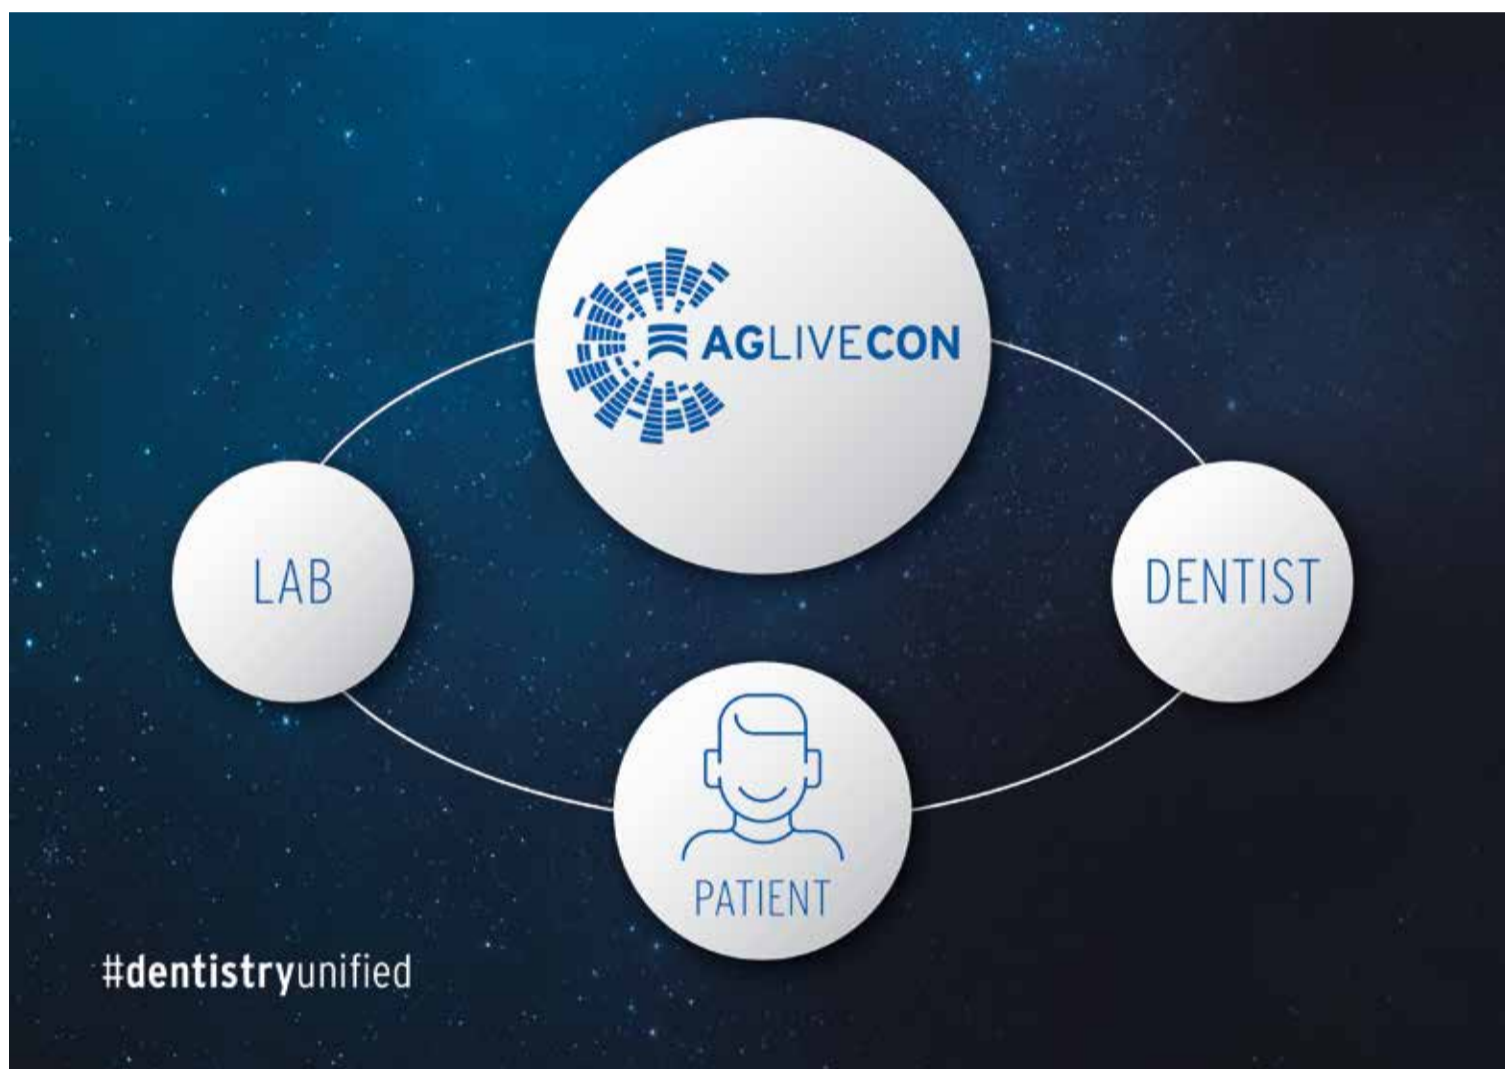 AGLIVECON
LAB
DENTIST
PATIENT
#dentistryunified